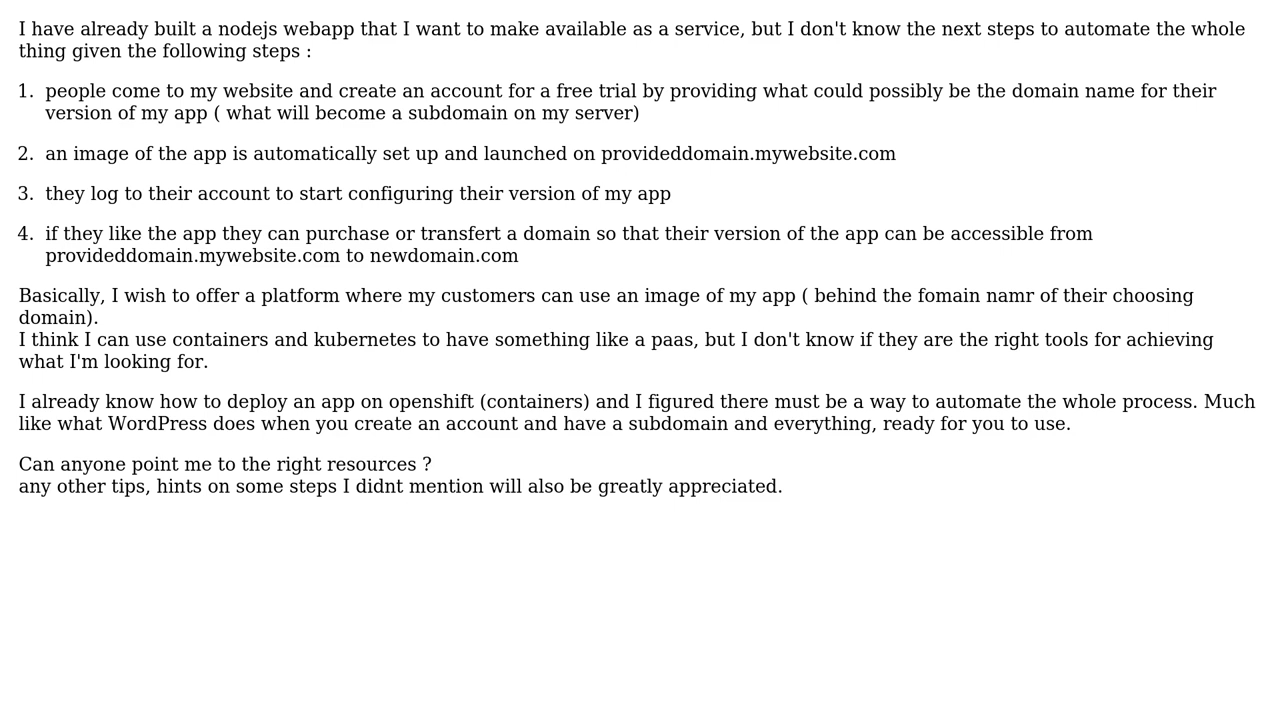 I have already built a nodejs webapp that I want to make available as a service, but I don't know the next steps to automate the whole
thing given the following steps :
1. people come to my website and create an account for a free trial by providing what could possibly be the domain name for their
version of my app ( what will become a subdomain on my server)
2. an image of the app is automatically set up and launched on provideddomain.mywebsite.com
3. they log to their account to start configuring their version of my app
4. if they like the app they can purchase or transfert a domain so that their version of the app can be accessible from
provideddomain.mywebsite.com to newdomain.com
Basically, I wish to offer a platform where my customers can use an image of my app ( behind the fomain namr of their choosing
domain).
I think I can use containers and kubernetes to have something like a paas, but I don't know if they are the right tools for achieving
what I'm looking for.
I already know how to deploy an app on openshift (containers) and I figured there must be a way to automate the whole process. Much
like what WordPress does when you create an account and have a subdomain and everything, ready for you to use.
Can anyone point me to the right resources ?
any other tips, hints on some steps I didnt mention will also be greatly appreciated.